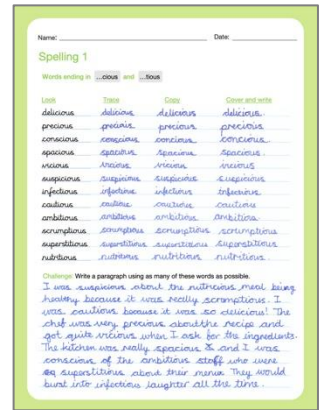 Name: Date:
Spelling 1
Words ending in ...cious and ...tious
Look Trace Copy Cover and write
delicious delicious delicious delicious
precious precious precious precious
conscious conscious concious concious
spacious spacious spacious spacious
vicious vicious vicious vicious
suspicious suspicious suspicious suspicious
infectious infectious infectious infectious
cautious cautious cautious cautious
ambitious ambitious ambitious ambitious
scrumptious scrumptious scrumptious scrumptious
superstitious superstitious superstitious superstitious
nutritious nutritious nutritious nutritious
Challenge: Write a paragraph using as many of these words as possible.
I was suspicious about the nutricious meal being
healthy because it was really scrumptious. I
was cautious because it was so delicious! The
chef was very precious about the recipe and
got quite vicious when I ask for the ingredients.
The kitchen was really spacious and I was
conscious of the ambitious staff who were
superstitious about their menu. They would
burst into infectious laughter all the time.